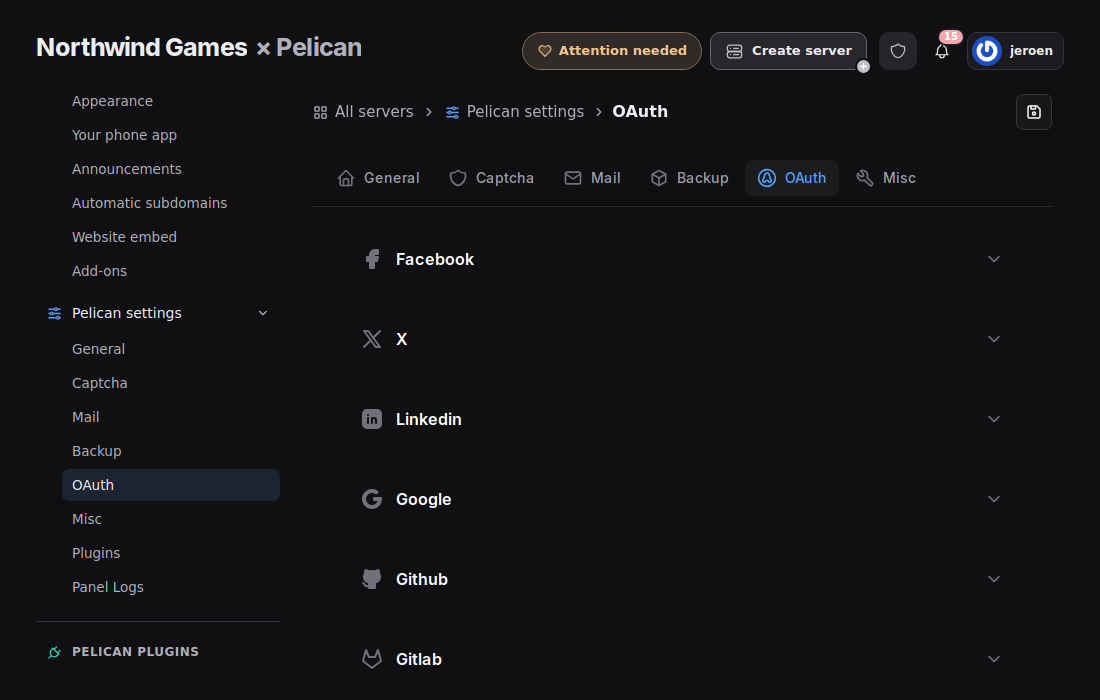 Northwind Games × Pelican
Attention needed
Create server
15
jeroen
Appearance
Your phone app
Announcements
Automatic subdomains
Website embed
Add-ons
Pelican settings
General
Captcha
Mail
Backup
OAuth
Misc
Plugins
Panel Logs
PELICAN PLUGINS
All servers > Pelican settings > OAuth
General Captcha Mail Backup OAuth Misc
Facebook
X
Linkedin
Google
Github
Gitlab